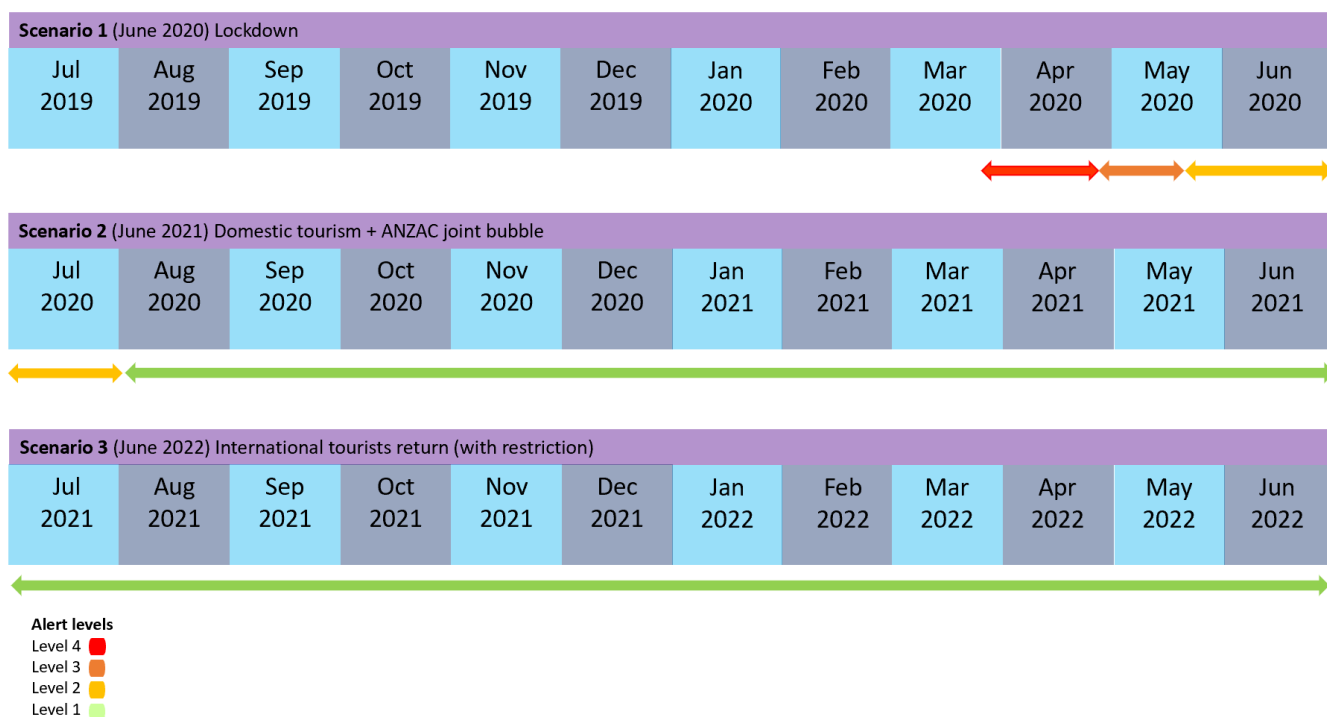 Scenario 1 (June 2020) Lockdown
Jul Aug Sep Oct Nov Dec Jan Feb Mar Apr May Jun
2019 2019 2019 2019 2019 2019 2020 2020 2020 2020 2020 2020
Scenario 2 (June 2021) Domestic tourism + ANZAC joint bubble
Jul Aug Sep Oct Nov Dec Jan Feb Mar Apr May Jun
2020 2020 2020 2020 2020 2020 2021 2021 2021 2021 2021 2021
Scenario 3 (June 2022) International tourists return (with restriction)
Jul Aug Sep Oct Nov Dec Jan Feb Mar Apr May Jun
2021 2021 2021 2021 2021 2021 2022 2022 2022 2022 2022 2022
Alert levels
Level 4
Level 3
Level 2
Level 1